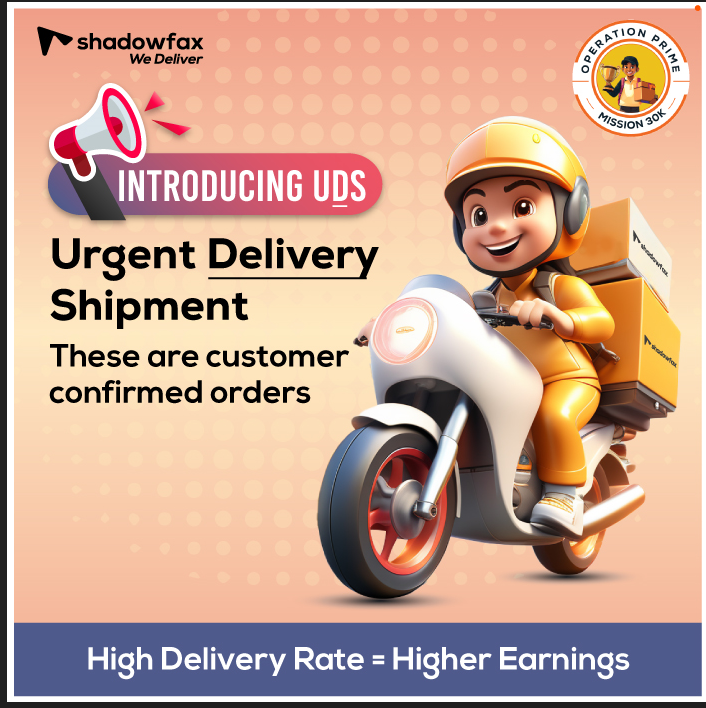 shadowfax
We Deliver
OPERATION PRIME
MISSION 30K
INTRODUCING UDS
Urgent Delivery
Shipment
These are customer
confirmed orders
shadowfax
shadowfax
High Delivery Rate = Higher Earnings